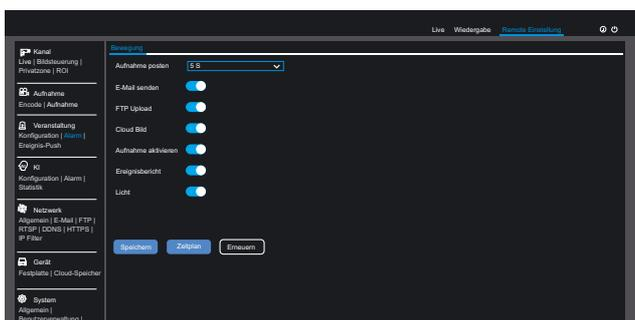 Live Wiedergabe Remote Einstellung
Kanal
Live | Bildsteuerung |
Privatzone | ROI
Aufnahme
Encode | Aufnahme
Veranstaltung
Konfiguration | Alarm |
Ereignis-Push
KI
Konfiguration | Alarm |
Statistik
Netzwerk
Allgemein | E-Mail | FTP |
RTSP | DDNS | HTTPS |
IP Filter
Gerät
Festplatte | Cloud-Speicher
System
Allgemein |
Benutzerverwaltung |
Bewegung
Aufnahme posten 5 S
E-Mail senden
FTP Upload
Cloud Bild
Aufnahme aktivieren
Ereignisbericht
Licht
Speichern Zeitplan Erneuern